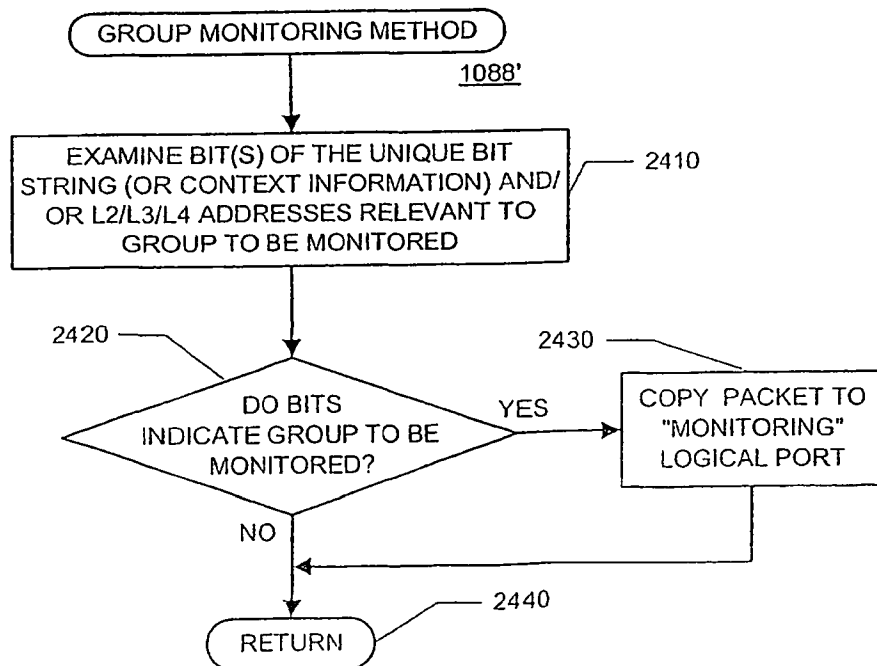 GROUP MONITORING METHOD
1088'
EXAMINE BIT(S) OF THE UNIQUE BIT
STRING (OR CONTEXT INFORMATION) AND/
OR L2/L3/L4 ADDRESSES RELEVANT TO
GROUP TO BE MONITORED
2410
2420
DO BITS
INDICATE GROUP TO BE
MONITORED?
YES
2430
COPY PACKET TO
"MONITORING"
LOGICAL PORT
NO
2440
RETURN